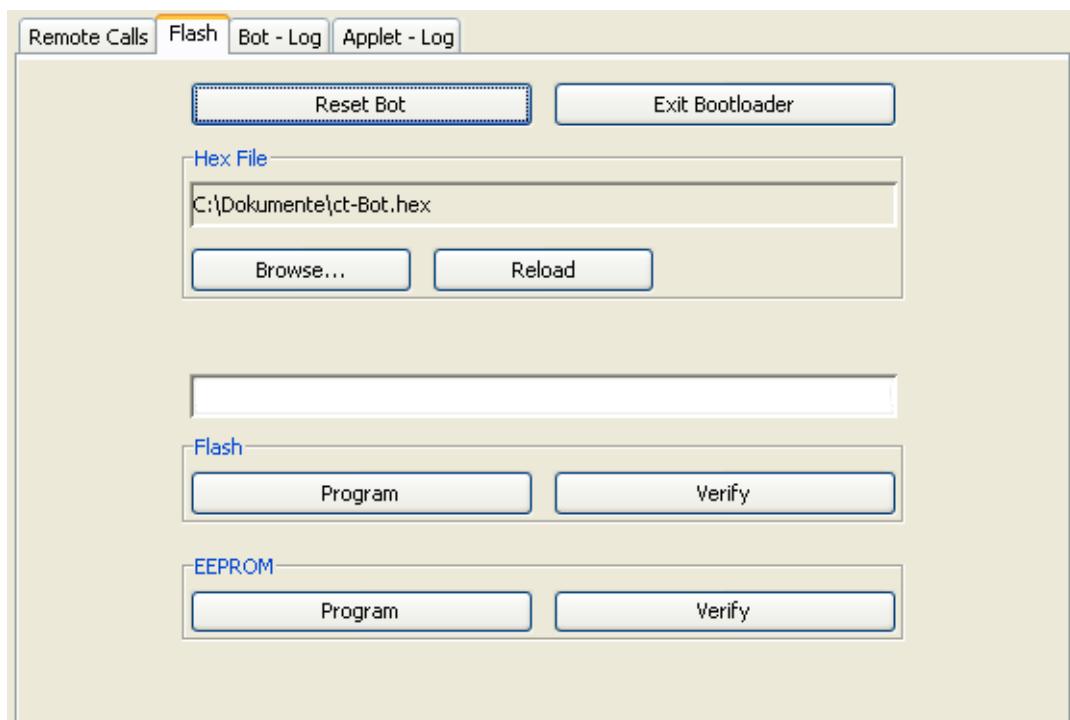 Remote Calls Flash Bot - Log Applet - Log
Reset Bot Exit Bootloader
Hex File
C:\Dokumente\ct-Bot.hex
Browse... Reload
Flash
Program Verify
EEPROM
Program Verify